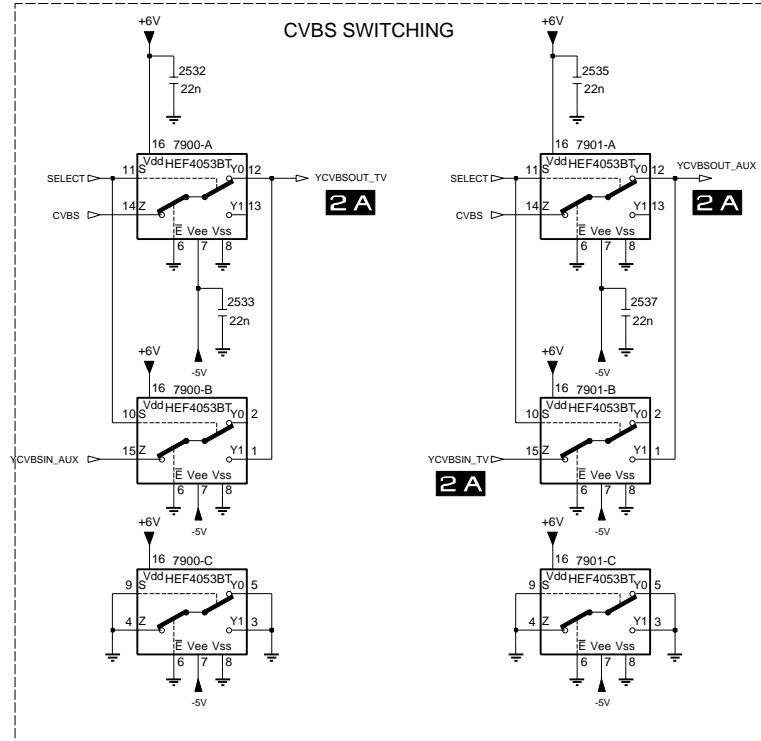 CVBS SWITCHING
+6V
2532
22n
16 7900-A
Vdd HEF4053BT
SELECT 11 S Y0 12 YCVBSOUT_TV
2 A
CVBS 14 Z Y1 13
E Vee Vss
6 7 8
2533
22n
-5V
+6V
16 7900-B
Vdd HEF4053BT
10 S Y0 2
YCVBSIN_AUX 15 Z Y1 1
E Vee Vss
6 7 8
-5V
+6V
16 7900-C
Vdd HEF4053BT
9 S Y0 5
4 Z Y1 3
E Vee Vss
6 7 8
-5V
+6V
2535
22n
16 7901-A
Vdd HEF4053BT
SELECT 11 S Y0 12 YCVBSOUT_AUX
2 A
CVBS 14 Z Y1 13
E Vee Vss
6 7 8
2537
22n
-5V
+6V
16 7901-B
Vdd HEF4053BT
10 S Y0 2
YCVBSIN_TV 15 Z Y1 1
2 A
E Vee Vss
6 7 8
-5V
+6V
16 7901-C
Vdd HEF4053BT
9 S Y0 5
4 Z Y1 3
E Vee Vss
6 7 8
-5V